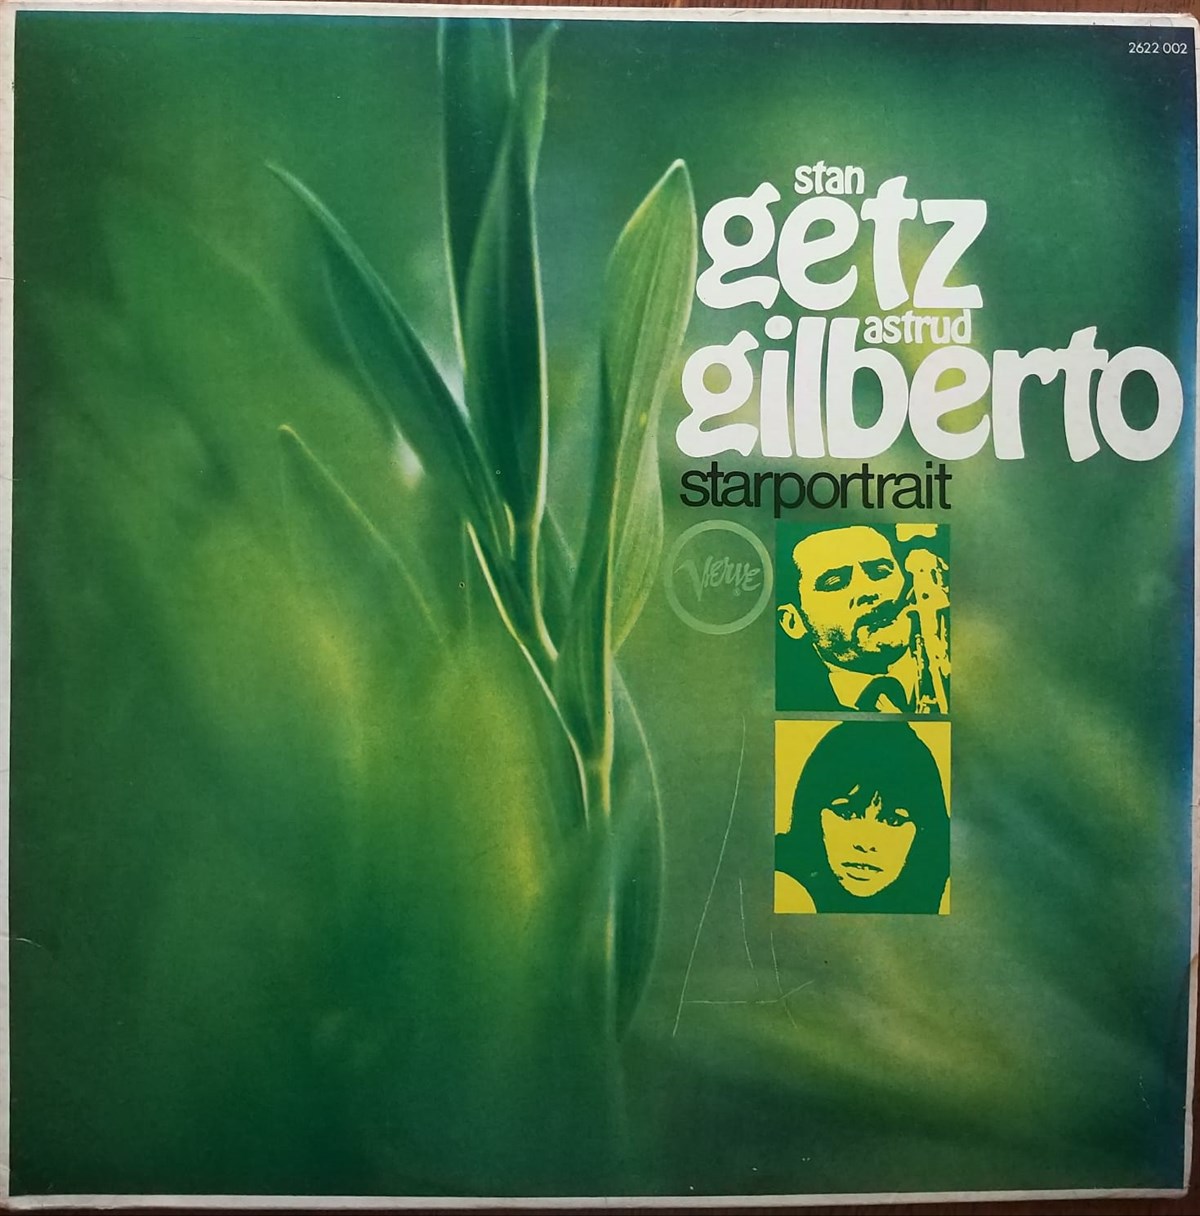 2622 002
stan
getz
astrud
gilberto
starportrait
Verve